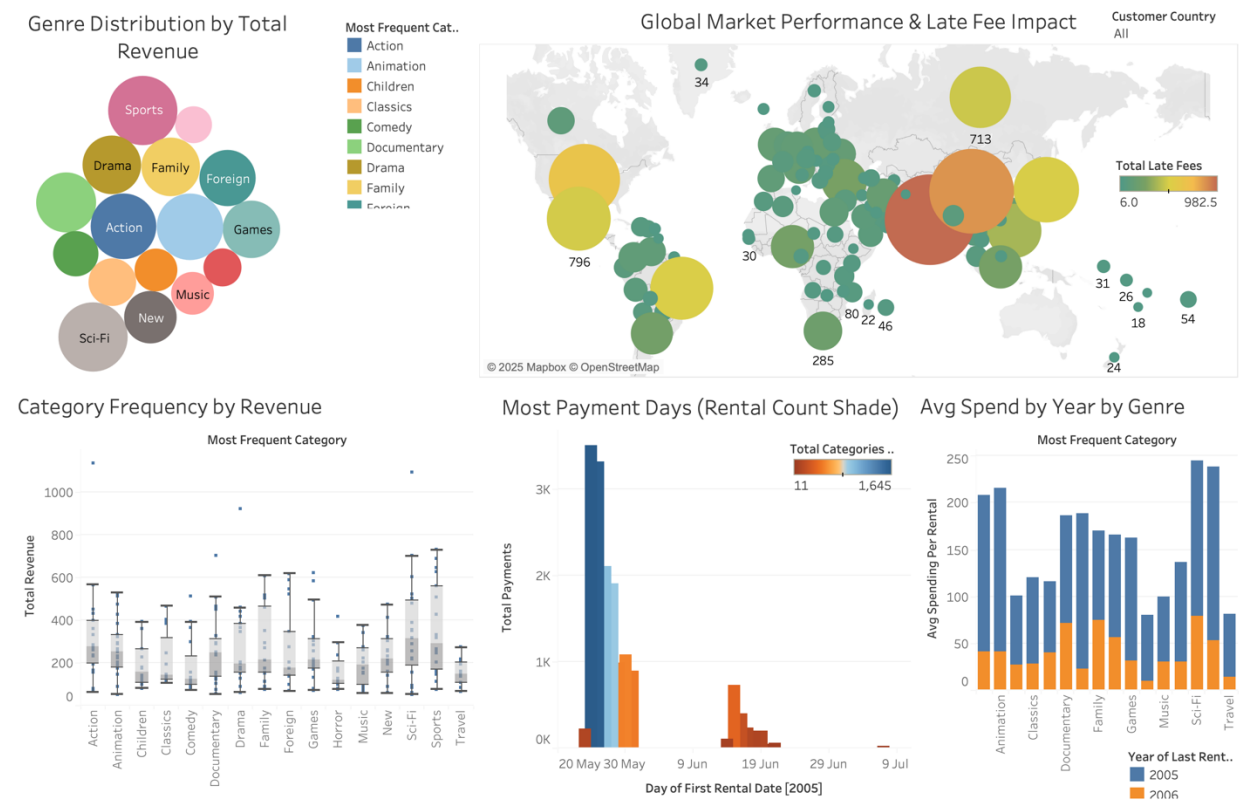 Genre Distribution by Total
Revenue
Most Frequent Cat..
Action
Animation
Children
Classics
Comedy
Documentary
Drama
Family
Foreign
Sports
Drama
Family
Foreign
Action
Games
Music
New
Sci-Fi
Global Market Performance & Late Fee Impact
Customer Country
All
34
713
Total Late Fees
6.0 982.5
796
30
31
26
18
54
80
22
46
285
24
© 2025 Mapbox © OpenStreetMap
Category Frequency by Revenue
Most Frequent Category
Total Revenue
1000
800
600
400
200
0
Action
Animation
Children
Classics
Comedy
Documentary
Drama
Family
Foreign
Games
Horror
Music
New
Sci-Fi
Sports
Travel
Most Payment Days (Rental Count Shade)
Total Categories ..
11 1,645
Total Payments
3K
2K
1K
0K
20 May 30 May 9 Jun 19 Jun 29 Jun 9 Jul
Day of First Rental Date [2005]
Avg Spend by Year by Genre
Most Frequent Category
Avg Spending Per Rental
250
200
150
100
50
0
Animation
Classics
Documentary
Family
Games
Music
Sci-Fi
Travel
Year of Last Rent..
2005
2006